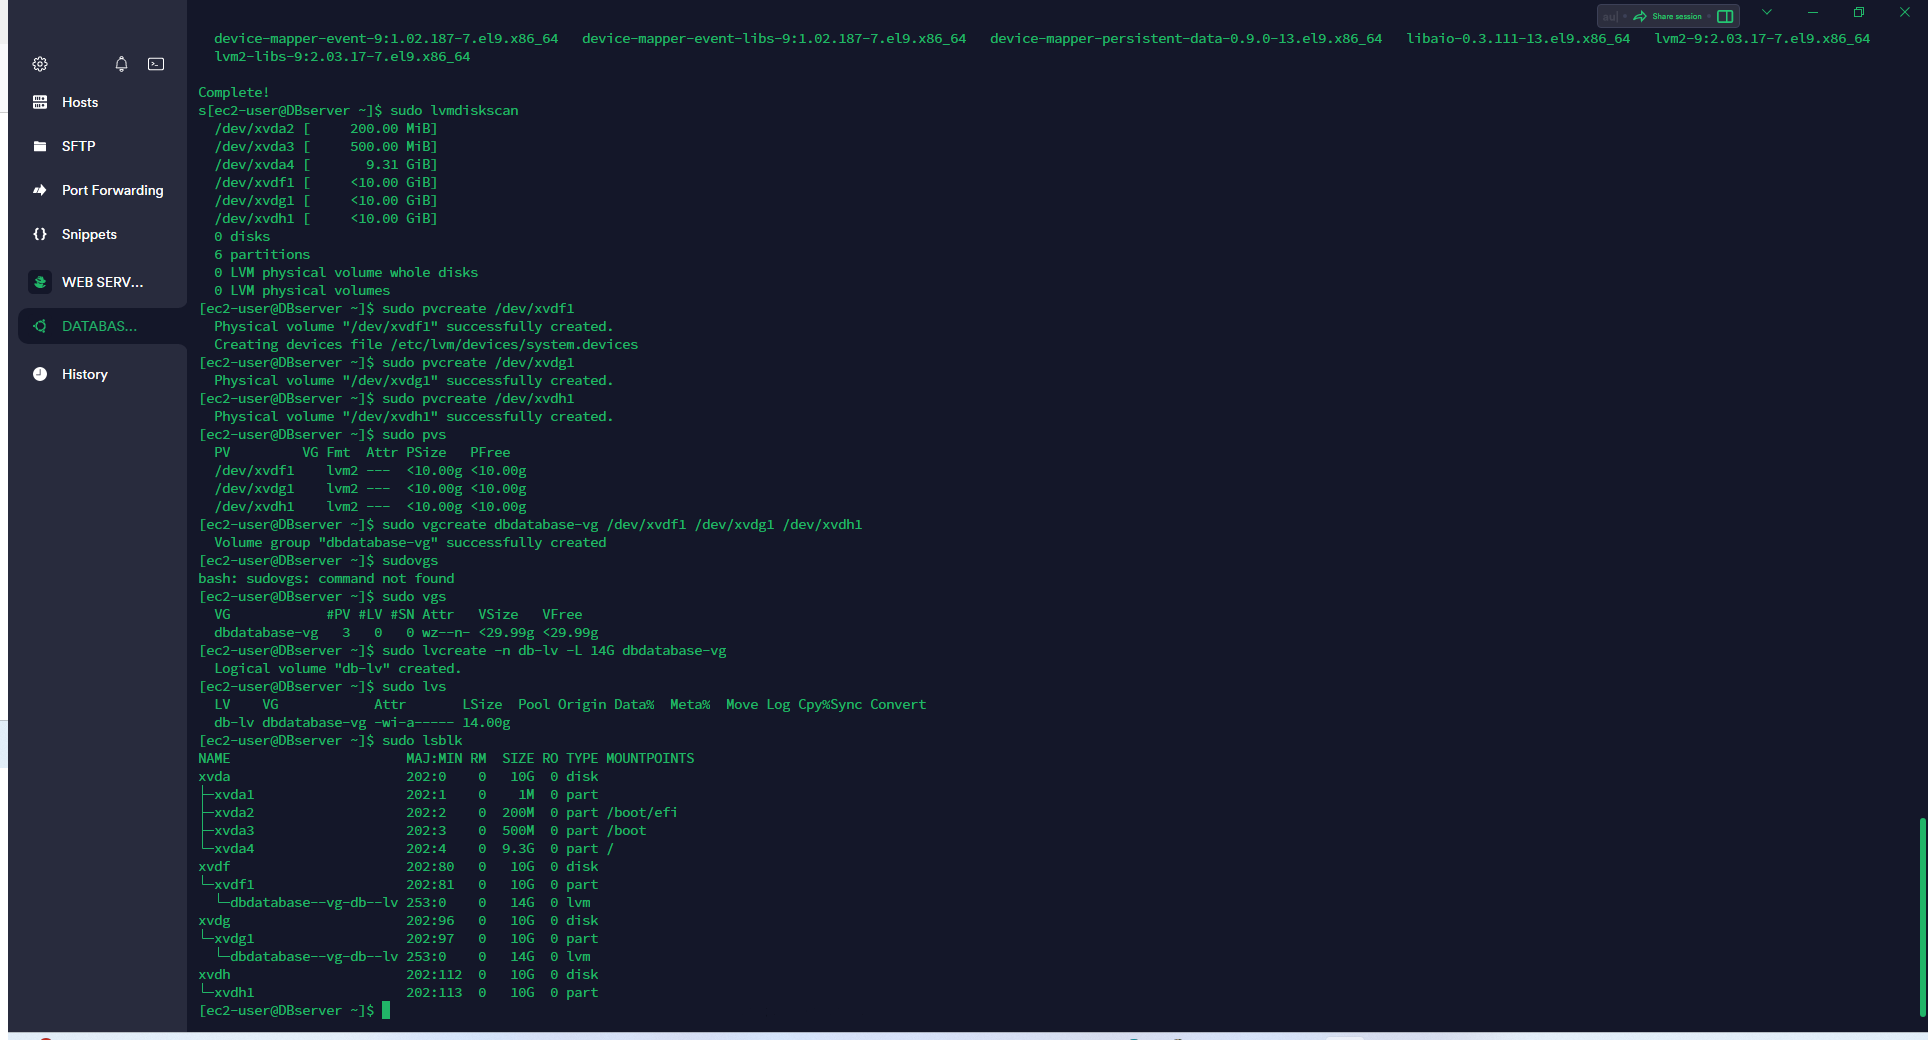 au| Share session
device-mapper-event-9:1.02.187-7.el9.x86_64   device-mapper-event-libs-9:1.02.187-7.el9.x86_64   device-mapper-persistent-data-0.9.0-13.el9.x86_64   libaio-0.3.111-13.el9.x86_64   lvm2-9:2.03.17-7.el9.x86_64
lvm2-libs-9:2.03.17-7.el9.x86_64
Hosts
SFTP
Port Forwarding
Snippets
WEB SERV...
DATABAS...
History
Complete!
s[ec2-user@DBserver ~]$ sudo lvmdiskscan
  /dev/xvda2 [     200.00 MiB]
  /dev/xvda3 [     500.00 MiB]
  /dev/xvda4 [       9.31 GiB]
  /dev/xvdf1 [     <10.00 GiB]
  /dev/xvdg1 [     <10.00 GiB]
  /dev/xvdh1 [     <10.00 GiB]
  0 disks
  6 partitions
  0 LVM physical volume whole disks
  0 LVM physical volumes
[ec2-user@DBserver ~]$ sudo pvcreate /dev/xvdf1
  Physical volume "/dev/xvdf1" successfully created.
  Creating devices file /etc/lvm/devices/system.devices
[ec2-user@DBserver ~]$ sudo pvcreate /dev/xvdg1
  Physical volume "/dev/xvdg1" successfully created.
[ec2-user@DBserver ~]$ sudo pvcreate /dev/xvdh1
  Physical volume "/dev/xvdh1" successfully created.
[ec2-user@DBserver ~]$ sudo pvs
  PV         VG Fmt  Attr PSize   PFree
  /dev/xvdf1    lvm2 ---  <10.00g <10.00g
  /dev/xvdg1    lvm2 ---  <10.00g <10.00g
  /dev/xvdh1    lvm2 ---  <10.00g <10.00g
[ec2-user@DBserver ~]$ sudo vgcreate dbdatabase-vg /dev/xvdf1 /dev/xvdg1 /dev/xvdh1
  Volume group "dbdatabase-vg" successfully created
[ec2-user@DBserver ~]$ sudovgs
bash: sudovgs: command not found
[ec2-user@DBserver ~]$ sudo vgs
  VG            #PV #LV #SN Attr   VSize   VFree
  dbdatabase-vg   3   0   0 wz--n- <29.99g <29.99g
[ec2-user@DBserver ~]$ sudo lvcreate -n db-lv -L 14G dbdatabase-vg
  Logical volume "db-lv" created.
[ec2-user@DBserver ~]$ sudo lvs
  LV    VG            Attr       LSize  Pool Origin Data%  Meta%  Move Log Cpy%Sync Convert
  db-lv dbdatabase-vg -wi-a----- 14.00g
[ec2-user@DBserver ~]$ sudo lsblk
NAME                      MAJ:MIN RM  SIZE RO TYPE MOUNTPOINTS
xvda                      202:0    0   10G  0 disk
├─xvda1                   202:1    0    1M  0 part
├─xvda2                   202:2    0  200M  0 part /boot/efi
├─xvda3                   202:3    0  500M  0 part /boot
└─xvda4                   202:4    0  9.3G  0 part /
xvdf                      202:80   0   10G  0 disk
└─xvdf1                   202:81   0   10G  0 part
  └─dbdatabase--vg-db--lv 253:0    0   14G  0 lvm
xvdg                      202:96   0   10G  0 disk
└─xvdg1                   202:97   0   10G  0 part
  └─dbdatabase--vg-db--lv 253:0    0   14G  0 lvm
xvdh                      202:112  0   10G  0 disk
└─xvdh1                   202:113  0   10G  0 part
[ec2-user@DBserver ~]$